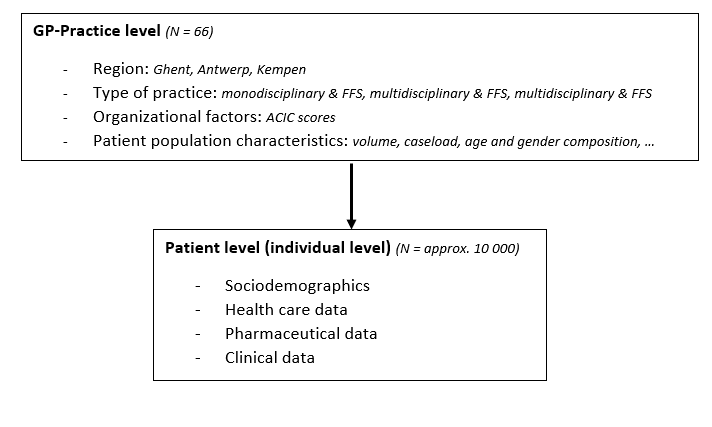 GP-Practice level (N = 66)
- Region: Ghent, Antwerp, Kempen
- Type of practice: monodisciplinary & FFS, multidisciplinary & FFS, multidisciplinary & FFS
- Organizational factors: ACIC scores
- Patient population characteristics: volume, caseload, age and gender composition, ...
Patient level (individual level) (N = approx. 10 000)
- Sociodemographics
- Health care data
- Pharmaceutical data
- Clinical data